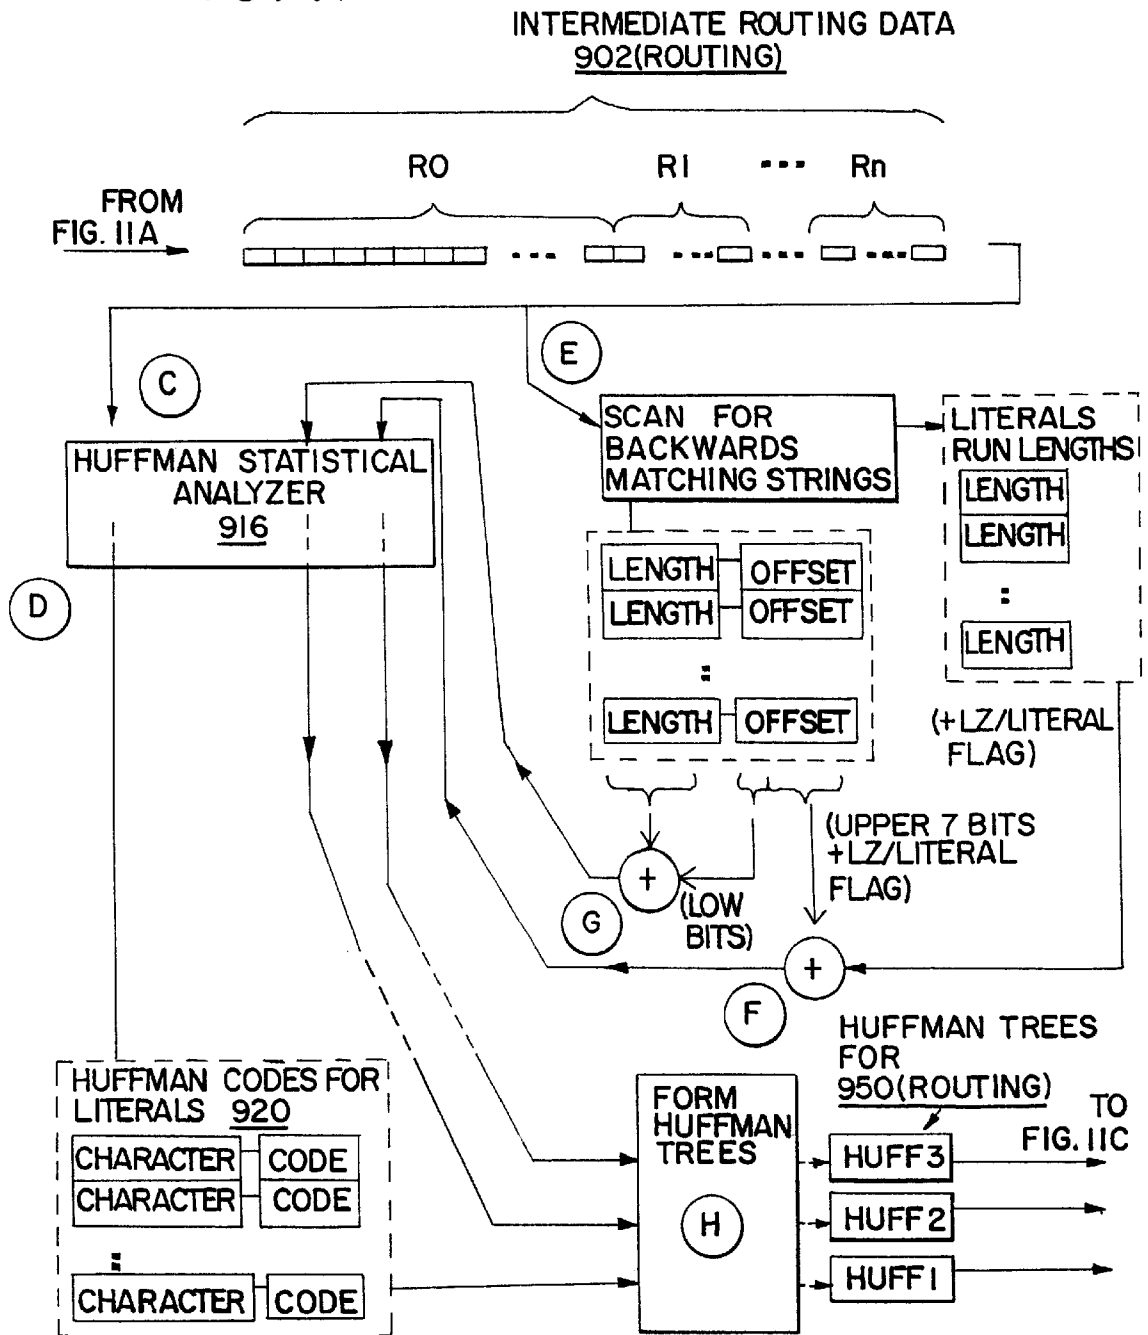 INTERMEDIATE ROUTING DATA
902(ROUTING)
R0 R1 Rn
FROM
FIG. 11A
C
E
HUFFMAN STATISTICAL
ANALYZER
916
D
SCAN FOR
BACKWARDS
MATCHING STRINGS
LITERALS
RUN LENGTHS
LENGTH
LENGTH
:
LENGTH
LENGTH OFFSET
LENGTH OFFSET
:
LENGTH OFFSET
(+LZ/LITERAL
FLAG)
(UPPER 7 BITS
+LZ/LITERAL
FLAG)
+
(LOW
BITS)
G
+
F
HUFFMAN CODES FOR
LITERALS 920
CHARACTER CODE
CHARACTER CODE
:
CHARACTER CODE
FORM
HUFFMAN
TREES
H
HUFFMAN TREES
FOR
950(ROUTING)
TO
FIG. 11C
HUFF3
HUFF2
HUFF1